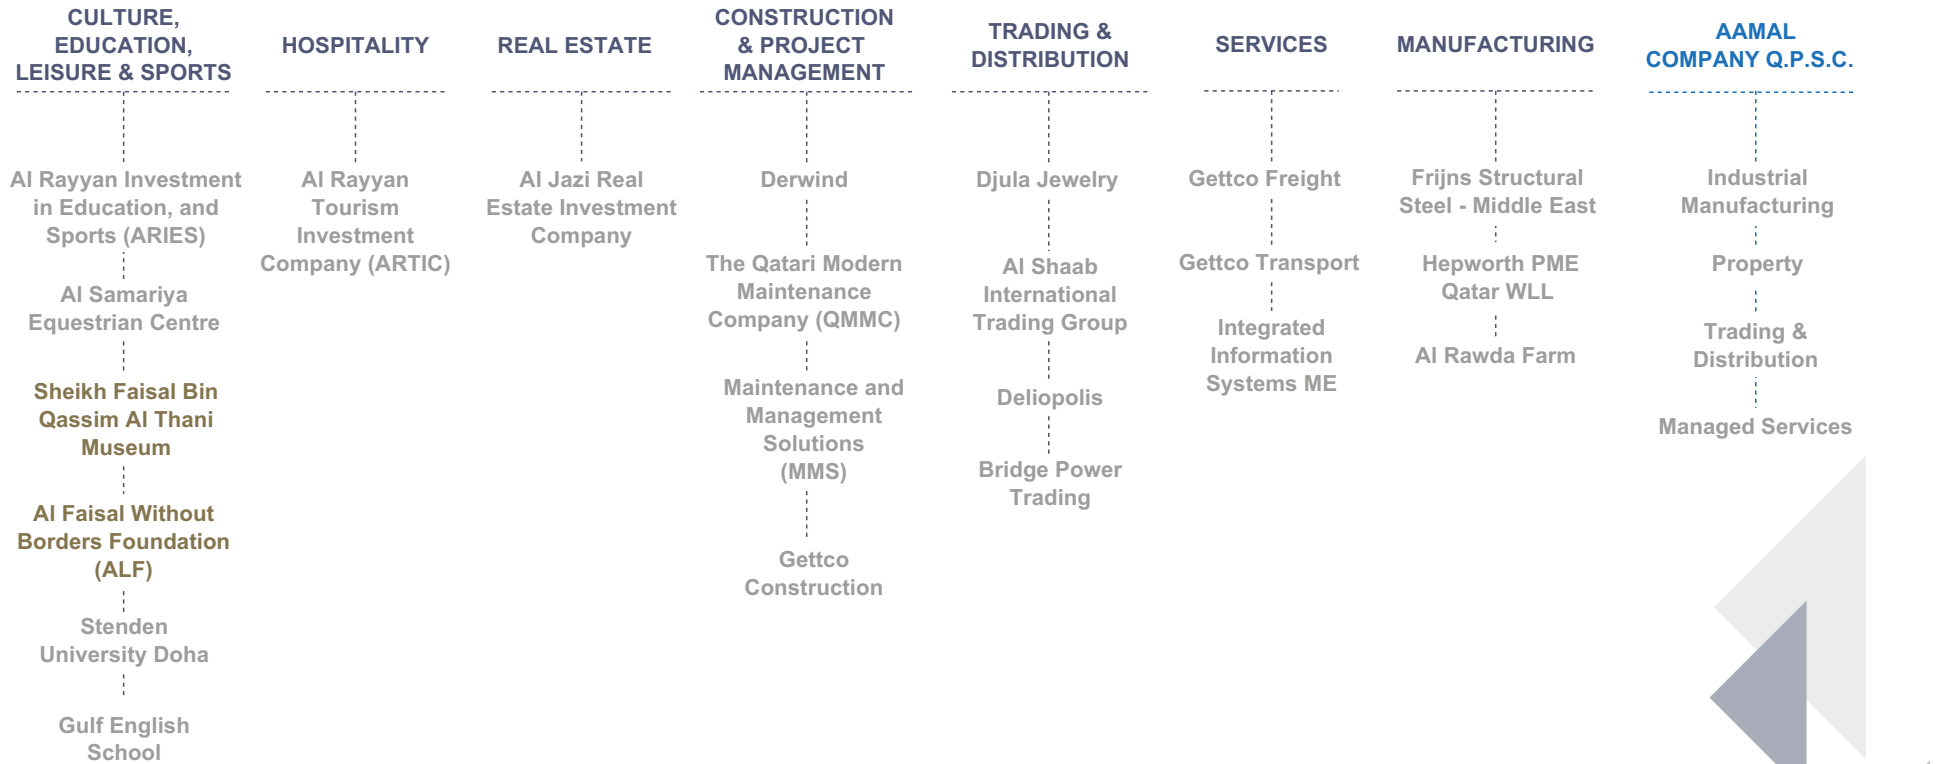 CULTURE,
EDUCATION,
LEISURE & SPORTS
Al Rayyan Investment
in Education, and
Sports (ARIES)
Al Samariya
Equestrian Centre
Sheikh Faisal Bin
Qassim Al Thani
Museum
Al Faisal Without
Borders Foundation
(ALF)
Stenden
University Doha
Gulf English
School
HOSPITALITY
Al Rayyan
Tourism
Investment
Company (ARTIC)
REAL ESTATE
Al Jazi Real
Estate Investment
Company
CONSTRUCTION
& PROJECT
MANAGEMENT
Derwind
The Qatari Modern
Maintenance
Company (QMMC)
Maintenance and
Management
Solutions
(MMS)
Gettco
Construction
TRADING &
DISTRIBUTION
Djula Jewelry
Al Shaab
International
Trading Group
Deliopolis
Bridge Power
Trading
SERVICES
Gettco Freight
Gettco Transport
Integrated
Information
Systems ME
MANUFACTURING
Frijns Structural
Steel - Middle East
Hepworth PME
Qatar WLL
Al Rawda Farm
AAMAL
COMPANY Q.P.S.C.
Industrial
Manufacturing
Property
Trading &
Distribution
Managed Services